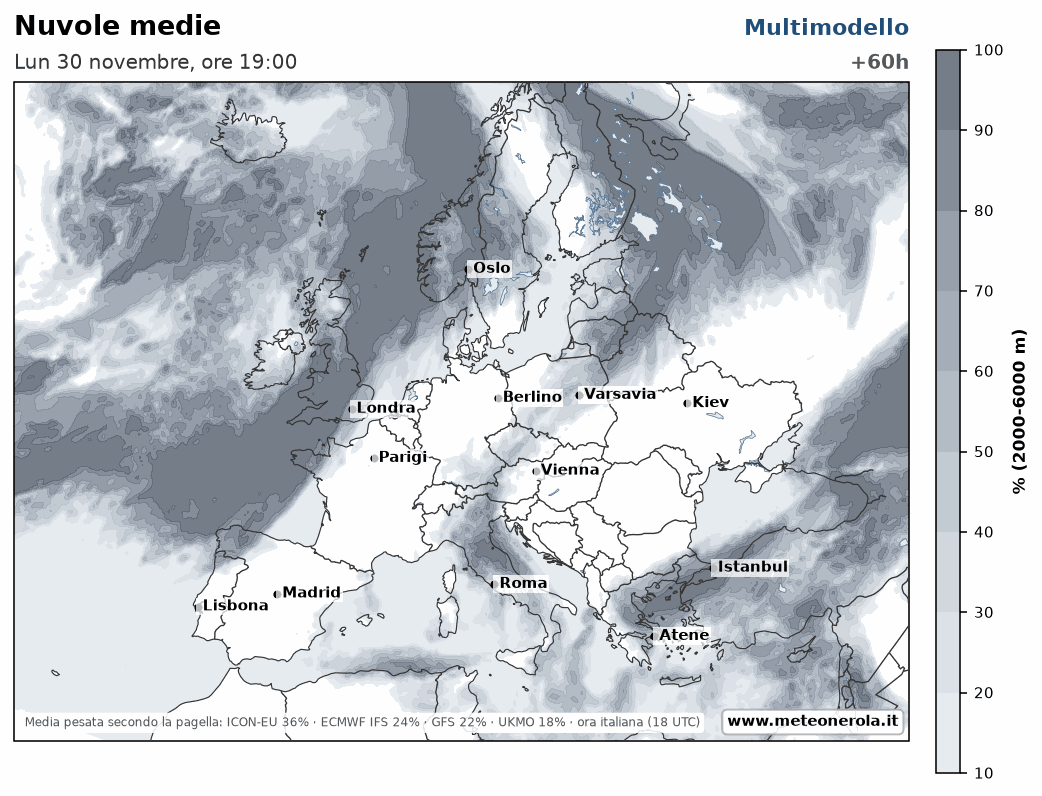 Nuvole medie
Multimodello
Lun 30 novembre, ore 19:00
+60h
100
90
80
70
60
50
40
30
20
10
% (2000-6000 m)
Oslo
Londra
Berlino
Varsavia
Kiev
Parigi
Vienna
Istanbul
Roma
Madrid
Lisbona
Atene
Media pesata secondo la pagella: ICON-EU 36% · ECMWF IFS 24% · GFS 22% · UKMO 18% · ora italiana (18 UTC)
www.meteonerola.it